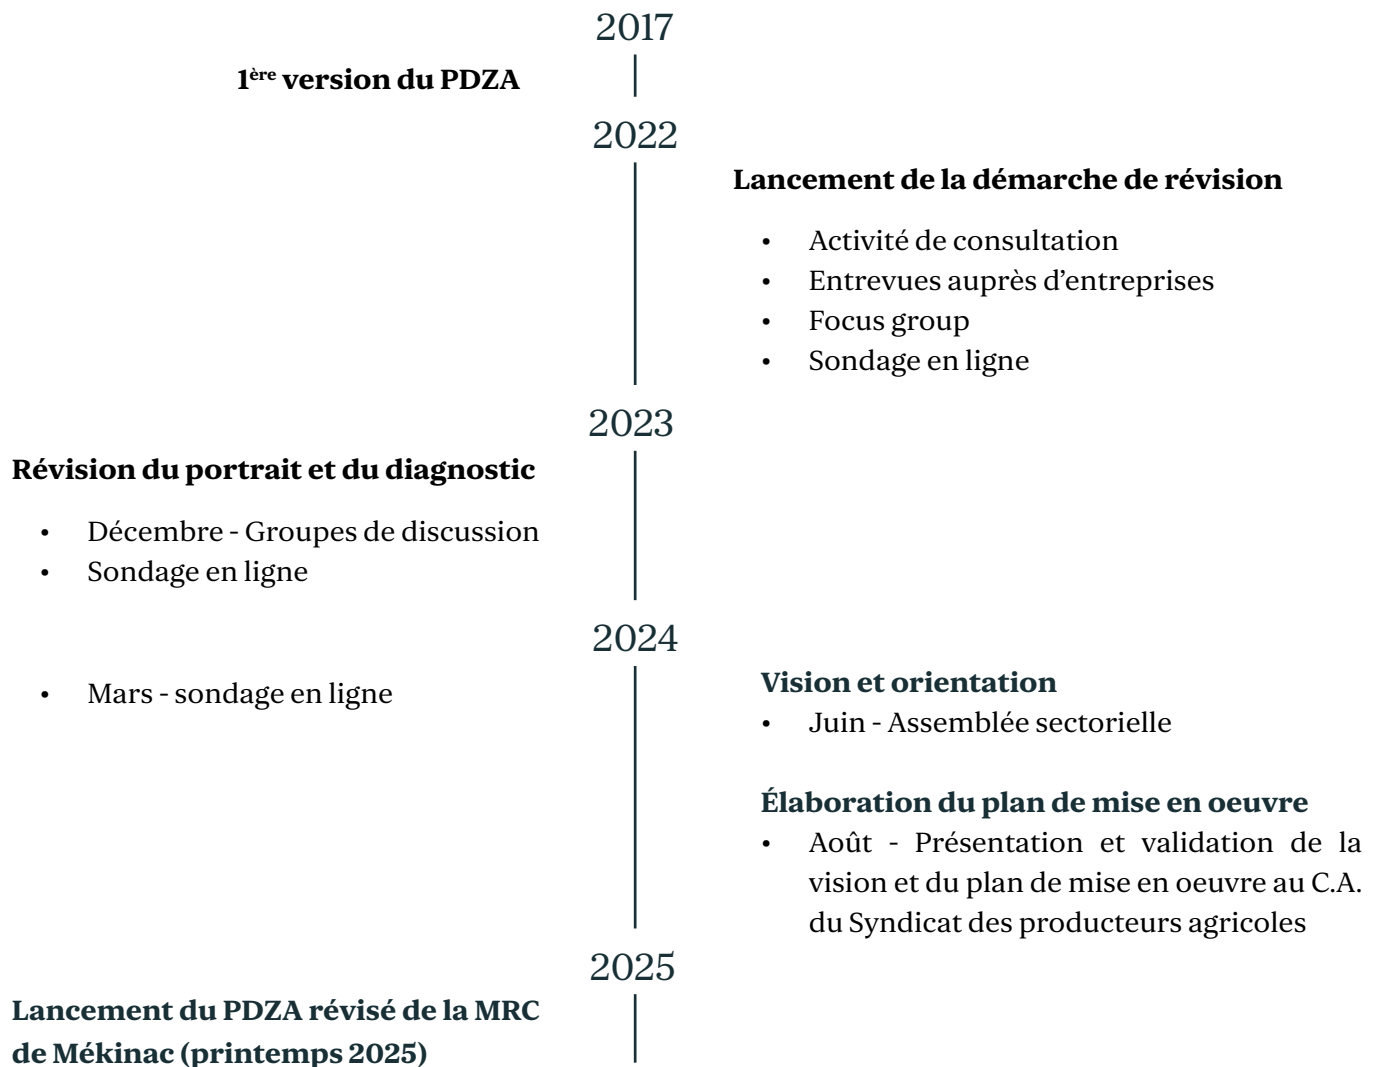 2017
1ère version du PDZA
2022
Lancement de la démarche de révision
• Activité de consultation
• Entrevues auprès d’entreprises
• Focus group
• Sondage en ligne
2023
Révision du portrait et du diagnostic
• Décembre - Groupes de discussion
• Sondage en ligne
2024
• Mars - sondage en ligne
Vision et orientation
• Juin - Assemblée sectorielle
Élaboration du plan de mise en oeuvre
• Août - Présentation et validation de la
vision et du plan de mise en oeuvre au C.A.
du Syndicat des producteurs agricoles
2025
Lancement du PDZA révisé de la MRC
de Mékinac (printemps 2025)